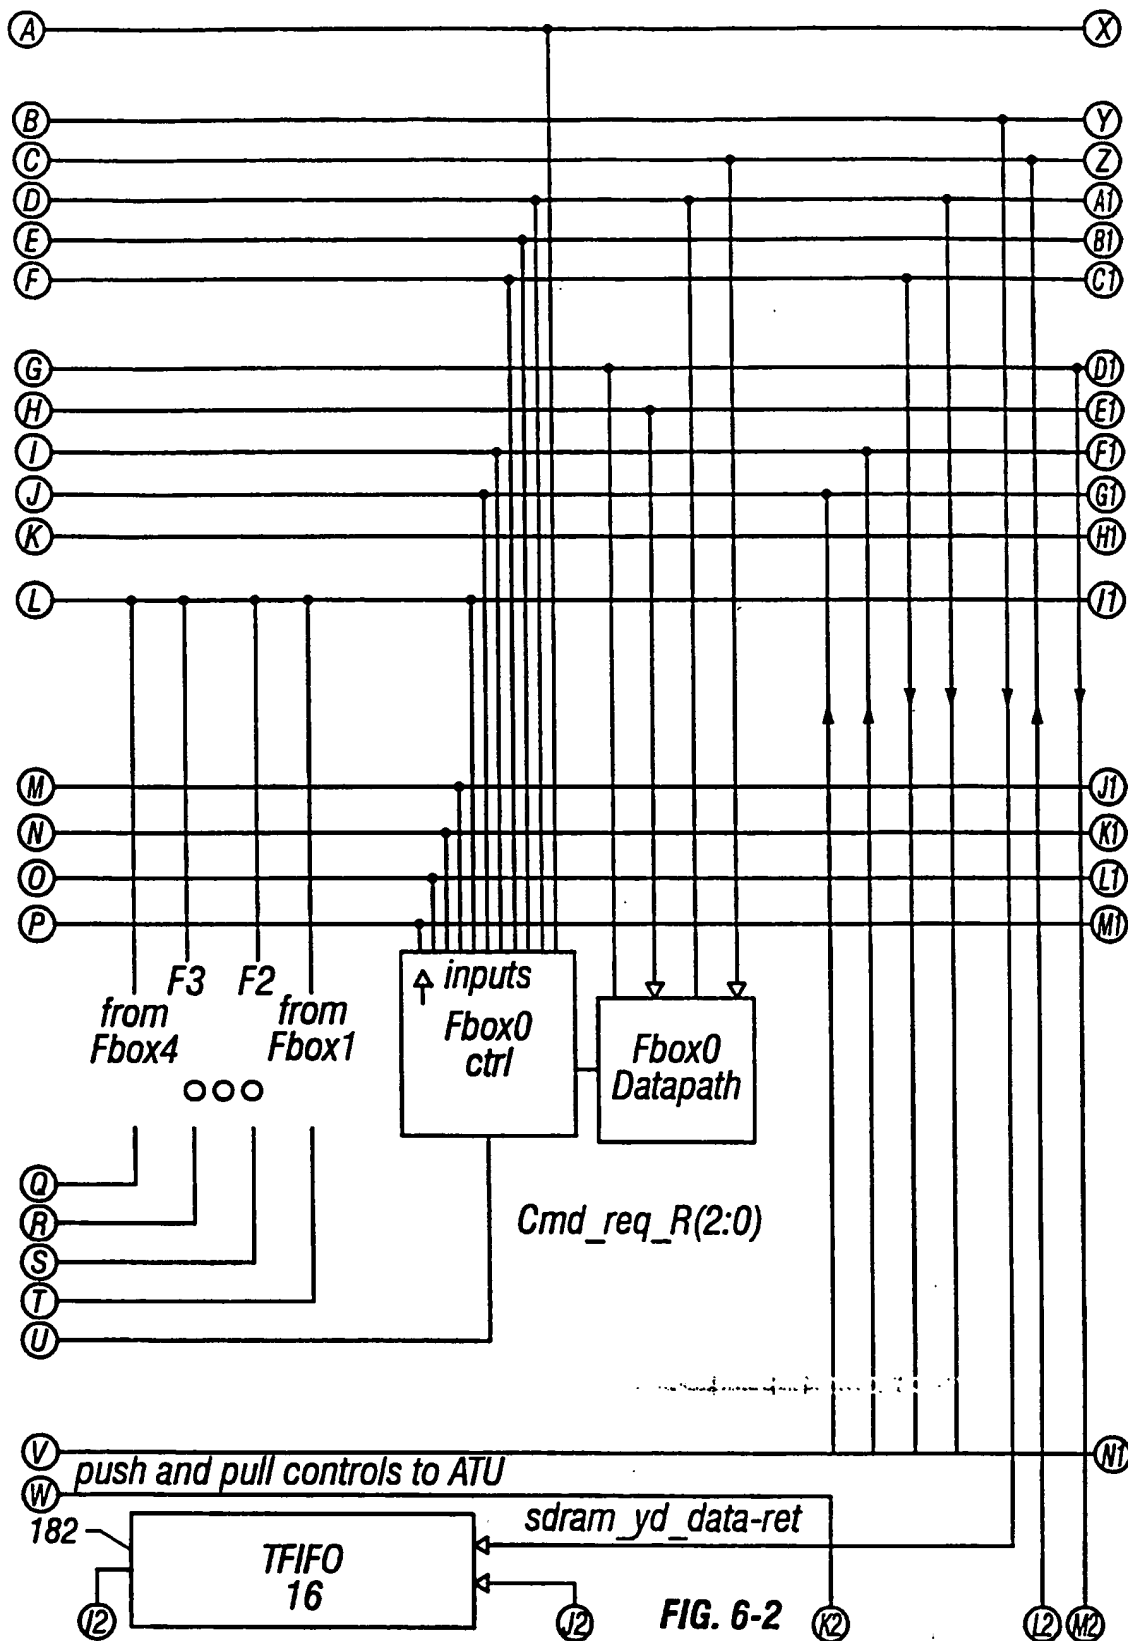 A X
B Y
C Z
D A1
E B1
F C1
G D1
H E1
I F1
J G1
K H1
L I1
M J1
N K1
O L1
P M1
F3 F2
from
Fbox4
from
Fbox1
inputs
Fbox0
ctrl
Fbox0
Datapath
Q
R
S
T
U
Cmd_req_R(2:0)
V N1
push and pull controls to ATU
W
sdram_yd_data-ret
182
TFIFO
16
I2 J2 FIG. 6-2 K2 L2 M2